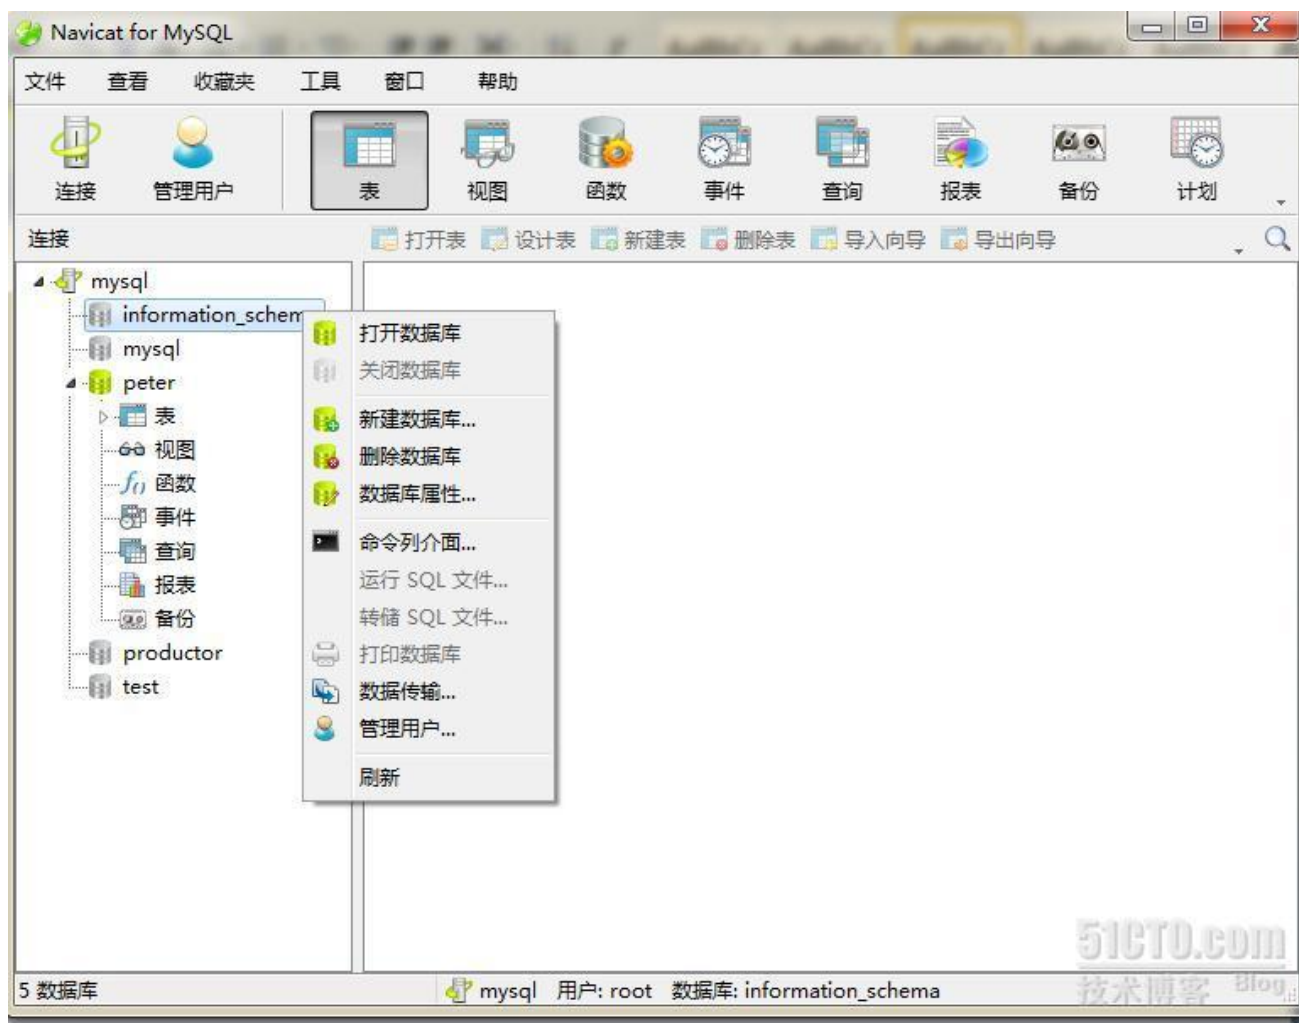 Navicat for MySQL
文件 查看 收藏夹 工具 窗口 帮助
连接 管理用户 表 视图 函数 事件 查询 报表 备份 计划
连接 打开表 设计表 新建表 删除表 导入向导 导出向导
mysql
information_schem
mysql
peter
表
视图
函数
事件
查询
报表
备份
productor
test
打开数据库
关闭数据库
新建数据库...
删除数据库
数据库属性...
命令列介面...
运行 SQL 文件...
转储 SQL 文件...
打印数据库
数据传输...
管理用户...
刷新
51CTO.com
技术博客 Blog
5 数据库 mysql 用户: root 数据库: information_schema